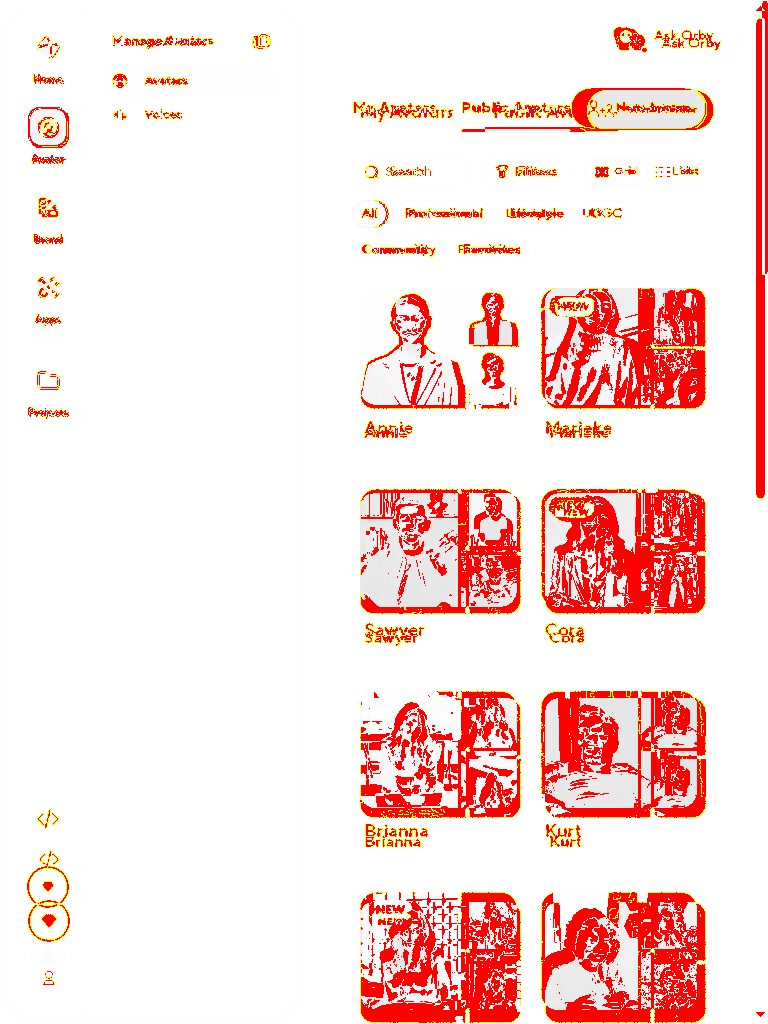 Home
Avatar
Brand
Apps
Projects
Manage Avatars
Avatars
Voices
Ask Orby
My Avatars Public Avatars New Avatar
Search Filters Grid List
All Professional Lifestyle UGC
Community Favorites
NEW
Annie Marieke
NEW
Sawyer Cora
Brianna Kurt
NEW